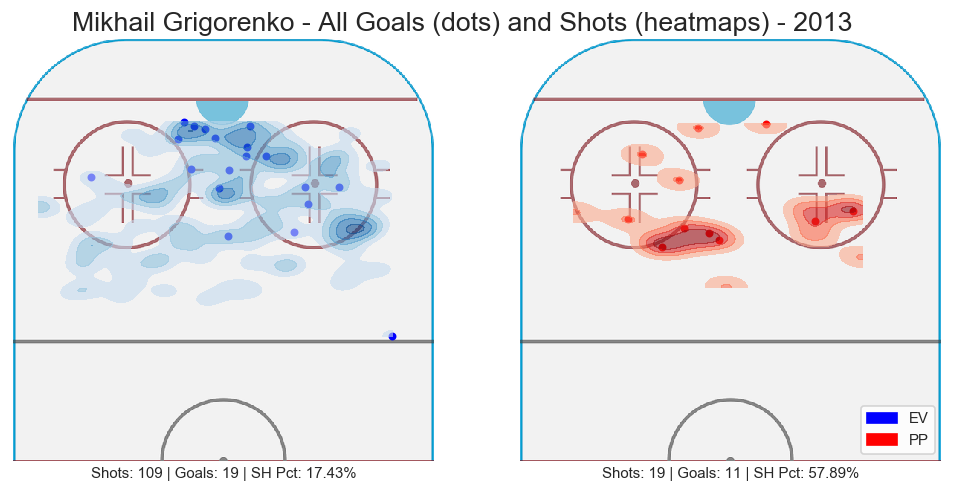 Mikhail Grigorenko - All Goals (dots) and Shots (heatmaps) - 2013
EV
PP
Shots: 109 | Goals: 19 | SH Pct: 17.43%
Shots: 19 | Goals: 11 | SH Pct: 57.89%